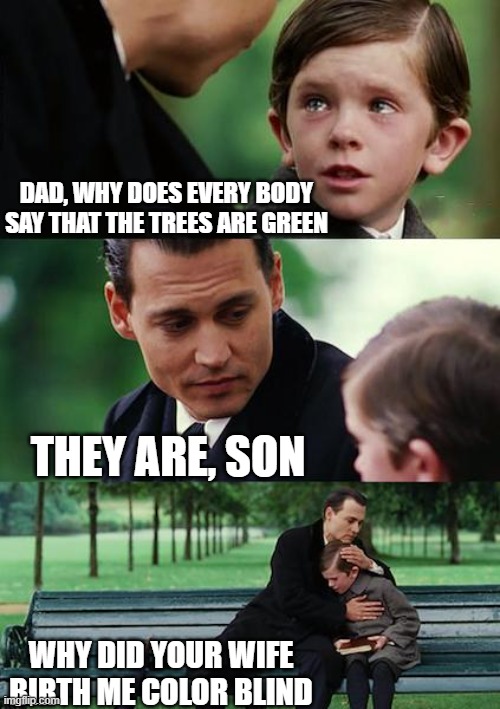 DAD, WHY DOES EVERY BODY
SAY THAT THE TREES ARE GREEN
THEY ARE, SON
WHY DID YOUR WIFE
BIRTH ME COLOR BLIND
imgflip.com